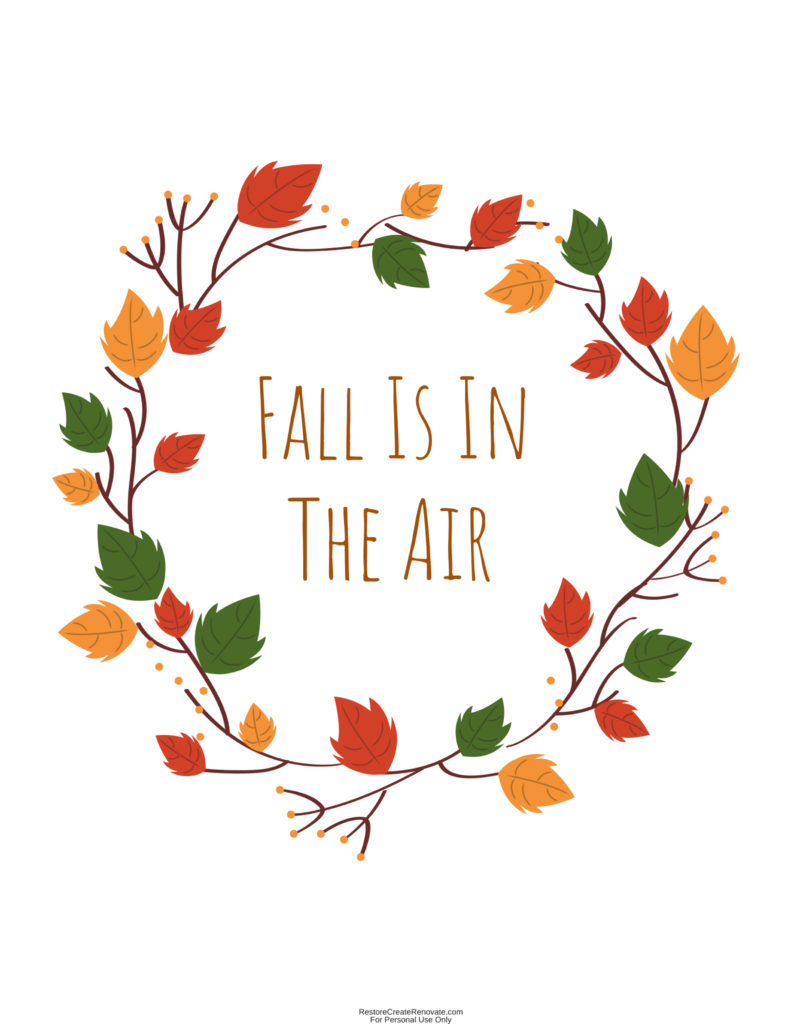 Fall Is In
The Air
RestoreCreateRenovate.com
For Personal Use Only